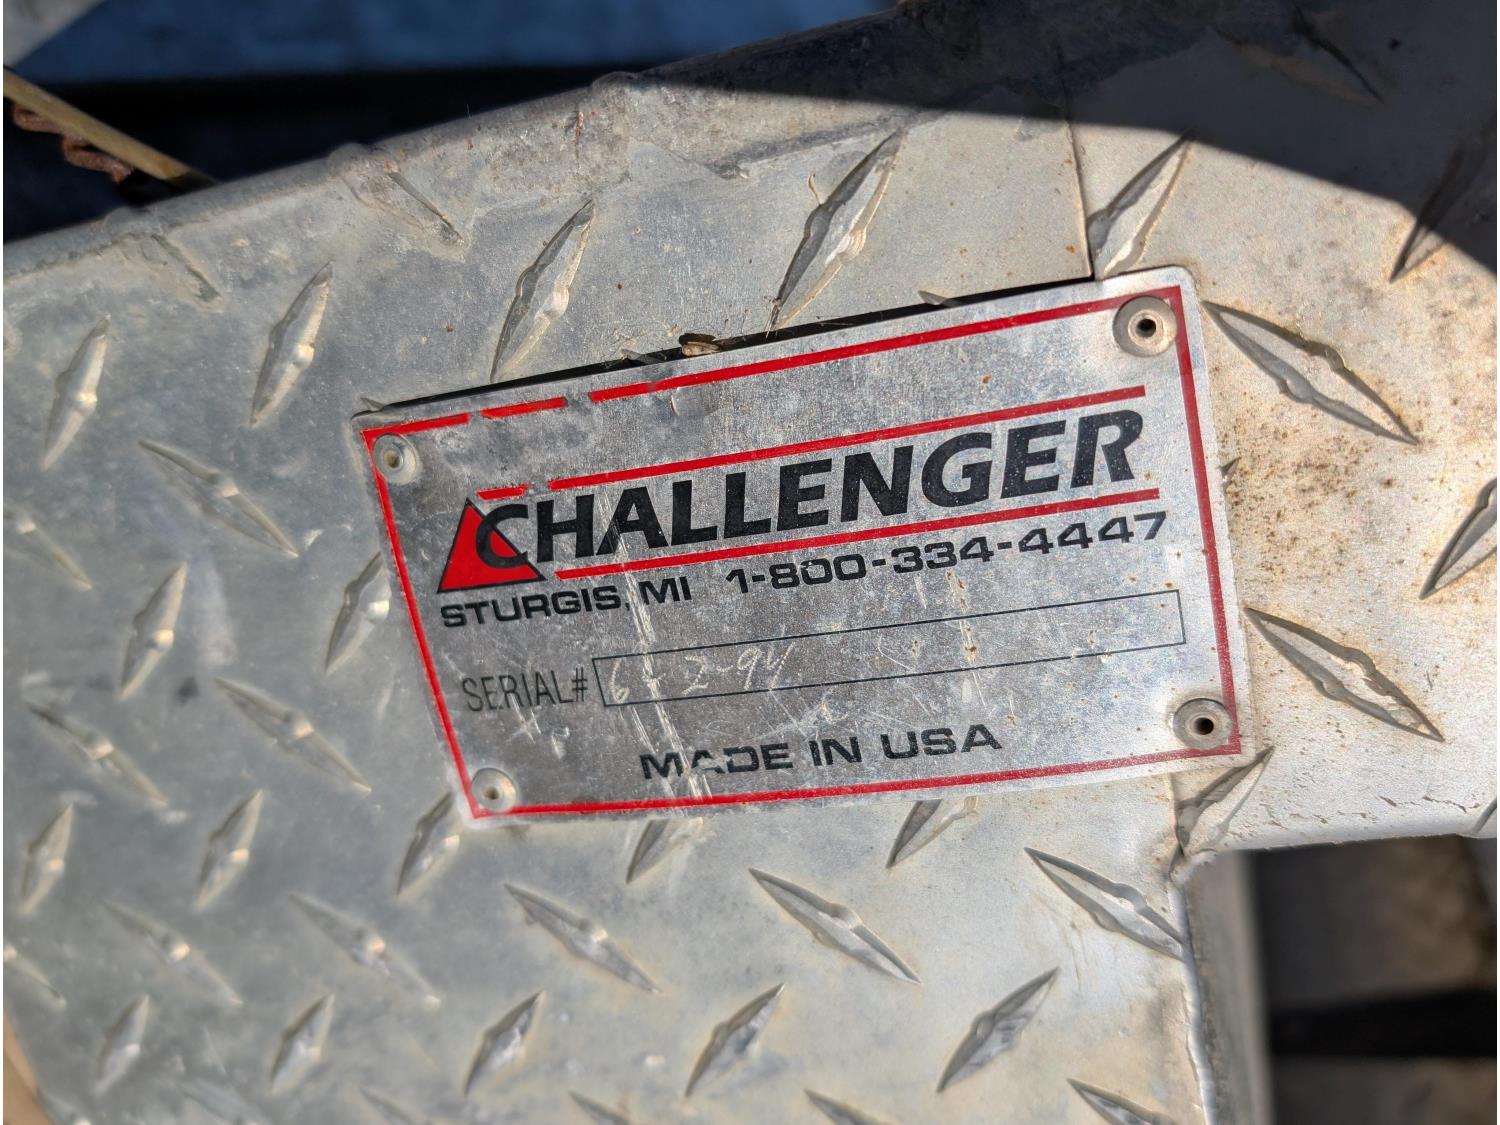 CHALLENGER
STURGIS, MI 1-800-334-4447
SERIAL# 6-2-94
MADE IN USA